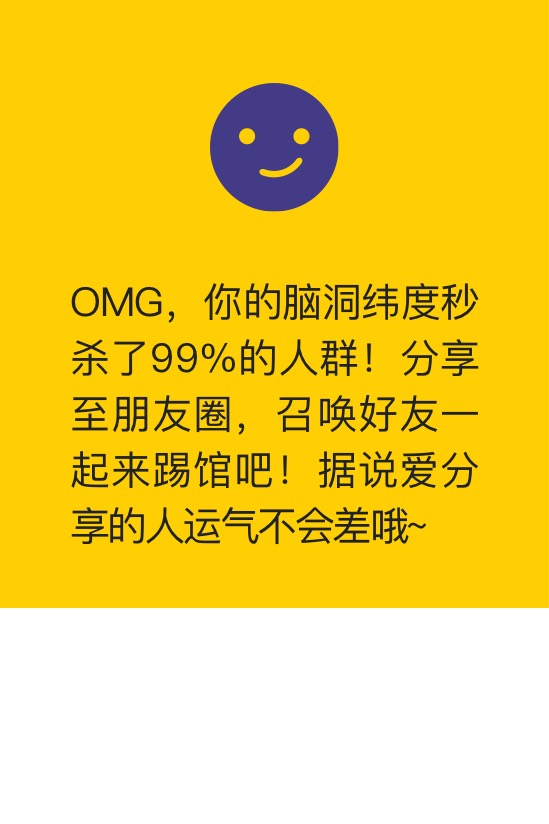 OMG，你的脑洞纬度秒
杀了99%的人群！分享
至朋友圈，召唤好友一
起来踢馆吧！据说爱分
享的人运气不会差哦~